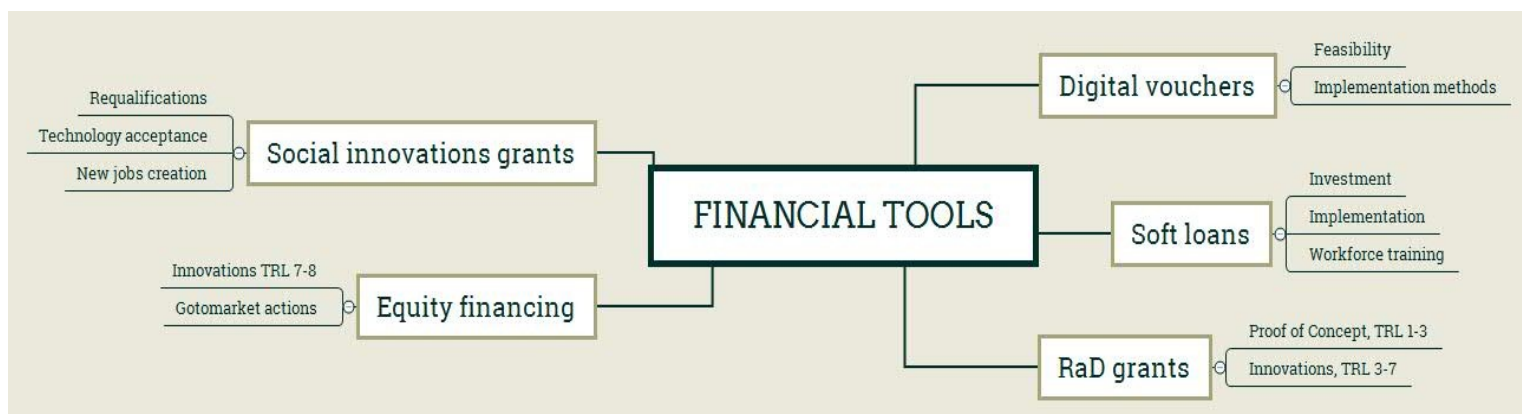 FINANCIAL TOOLS
Social innovations grants
Requalifications
Technology acceptance
New jobs creation
Equity financing
Innovations TRL 7-8
Gotomarket actions
Digital vouchers
Feasibility
Implementation methods
Soft loans
Investment
Implementation
Workforce training
RaD grants
Proof of Concept, TRL 1-3
Innovations, TRL 3-7